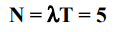 N = λT = 5